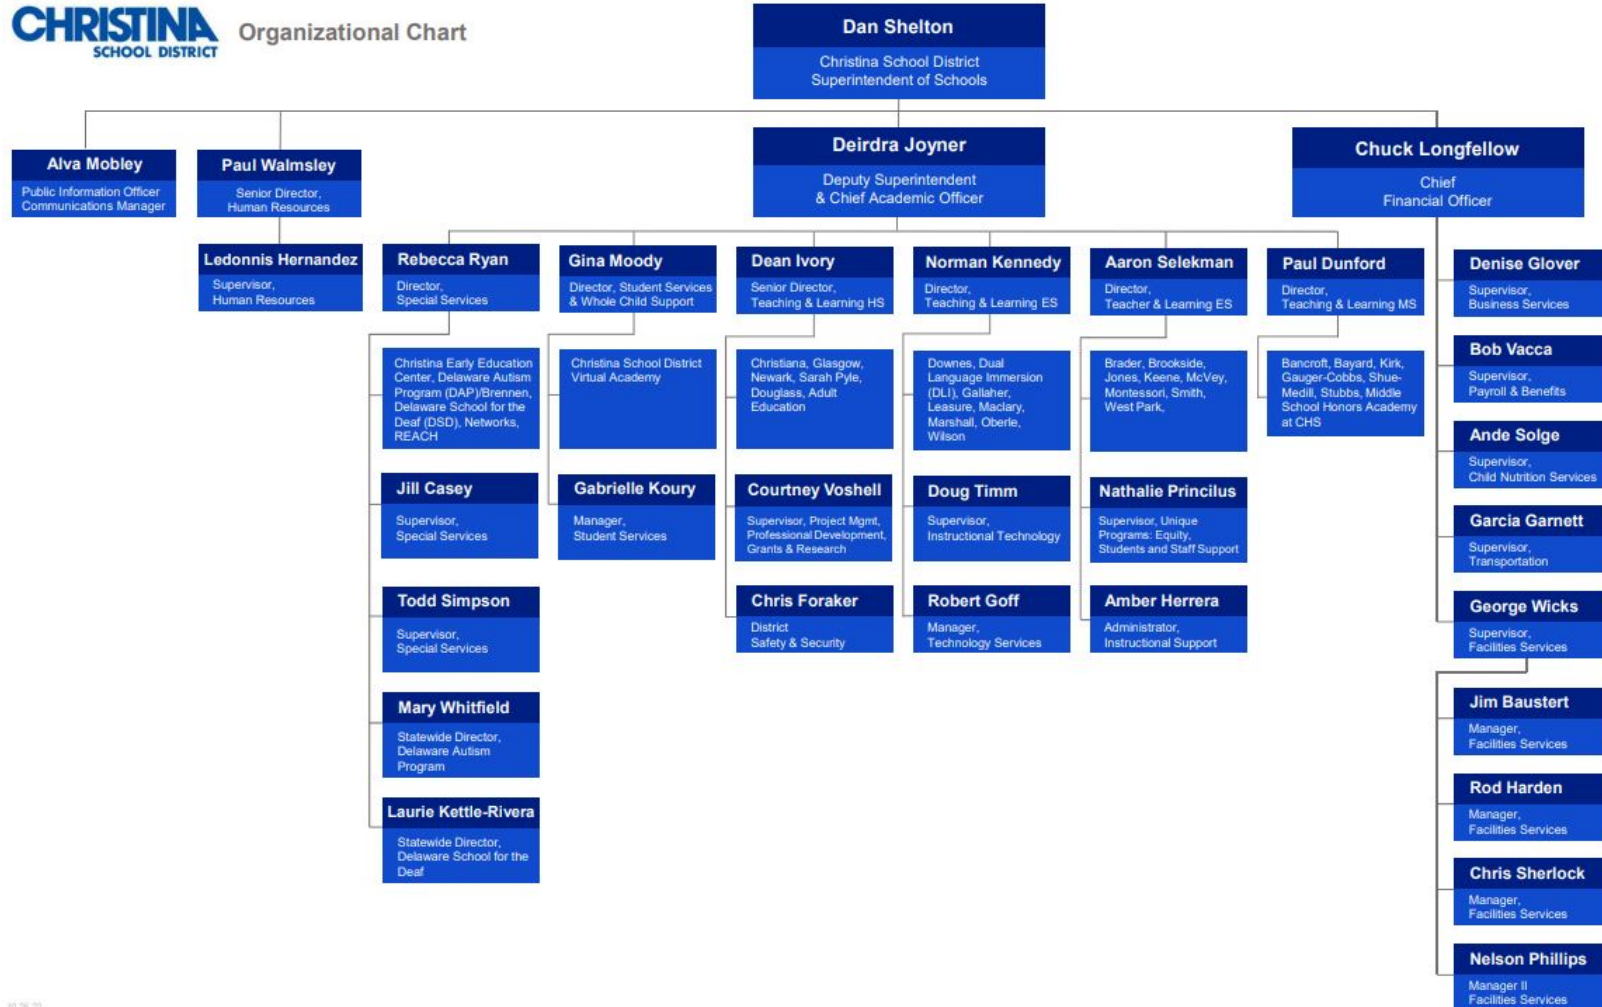 CHRISTINA
SCHOOL DISTRICT
Organizational Chart
Dan Shelton
Christina School District
Superintendent of Schools
Alva Mobley
Public Information Officer
Communications Manager
Paul Walmsley
Senior Director,
Human Resources
Deirdra Joyner
Deputy Superintendent
& Chief Academic Officer
Chuck Longfellow
Chief
Financial Officer
Ledonnis Hernandez
Supervisor,
Human Resources
Rebecca Ryan
Director,
Special Services
Gina Moody
Director, Student Services
& Whole Child Support
Dean Ivory
Senior Director,
Teaching & Learning HS
Norman Kennedy
Director,
Teaching & Learning ES
Aaron Selekman
Director,
Teacher & Learning ES
Paul Dunford
Director,
Teaching & Learning MS
Denise Glover
Supervisor,
Business Services
Christina Early Education
Center, Delaware Autism
Program (DAP)/Brennen,
Delaware School for the
Deaf (DSD), Networks,
REACH
Christina School District
Virtual Academy
Christiana, Glasgow,
Newark, Sarah Pyle,
Douglass, Adult
Education
Downes, Dual
Language Immersion
(DLI), Gallaher,
Leasure, Maclary,
Marshall, Oberle,
Wilson
Brader, Brookside,
Jones, Keene, McVey,
Montessori, Smith,
West Park,
Bancroft, Bayard, Kirk,
Gauger-Cobbs, Shue-
Medill, Stubbs, Middle
School Honors Academy
at CHS
Bob Vacca
Supervisor,
Payroll & Benefits
Ande Solge
Supervisor,
Child Nutrition Services
Jill Casey
Supervisor,
Special Services
Gabrielle Koury
Manager,
Student Services
Courtney Voshell
Supervisor, Project Mgmt,
Professional Development,
Grants & Research
Doug Timm
Supervisor,
Instructional Technology
Nathalie Princilus
Supervisor, Unique
Programs: Equity,
Students and Staff Support
Garcia Garnett
Supervisor,
Transportation
Todd Simpson
Supervisor,
Special Services
Chris Foraker
District
Safety & Security
Robert Goff
Manager,
Technology Services
Amber Herrera
Administrator,
Instructional Support
George Wicks
Supervisor,
Facilities Services
Mary Whitfield
Statewide Director,
Delaware Autism
Program
Jim Baustert
Manager,
Facilities Services
Laurie Kettle-Rivera
Statewide Director,
Delaware School for the
Deaf
Rod Harden
Manager,
Facilities Services
Chris Sherlock
Manager,
Facilities Services
Nelson Phillips
Manager II
Facilities Services